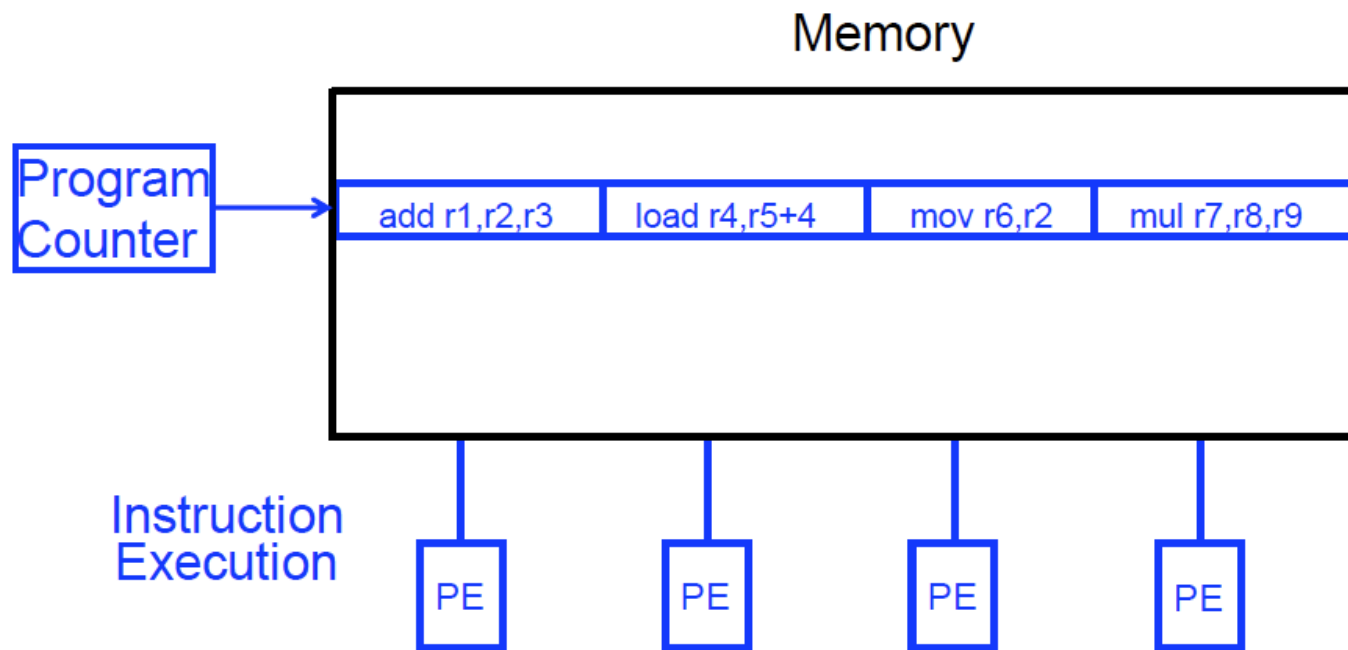 Memory
Program
Counter
add r1,r2,r3
load r4,r5+4
mov r6,r2
mul r7,r8,r9
Instruction
Execution
PE
PE
PE
PE